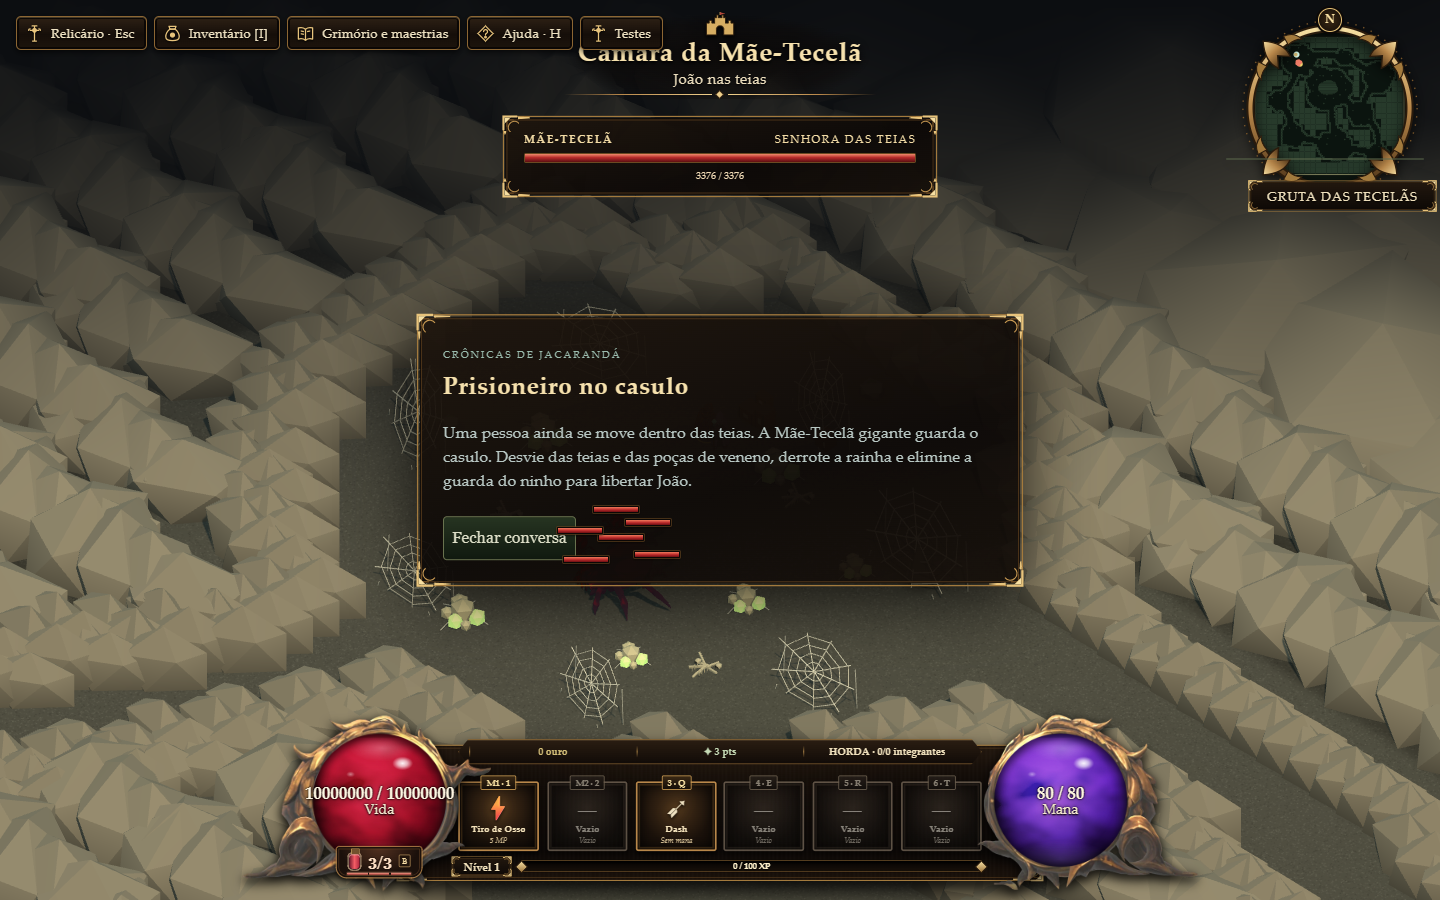 Relicário · Esc
Inventário [I]
Grimório e maestrias
Ajuda · H
Testes
Câmara da Mãe-Tecelã
João nas teias
N
MÃE-TECELÃ
SENHORA DAS TEIAS
3376 / 3376
GRUTA DAS TECELÃS
CRÔNICAS DE JACARANDÁ
Prisioneiro no casulo
Uma pessoa ainda se move dentro das teias. A Mãe-Tecelã gigante guarda o
casulo. Desvie das teias e das poças de veneno, derrote a rainha e elimine a
guarda do ninho para libertar João.
Fechar conversa
0 ouro
✦ 3 pts
HORDA · 0/0 integrantes
10000000 / 10000000
Vida
3/3
B
M1 · 1
Tiro de Osso
5 MP
M2 · 2
Vazio
Vazio
3 · Q
Dash
Sem mana
4 · E
Vazio
Vazio
5 · R
Vazio
Vazio
6 · T
Vazio
Vazio
80 / 80
Mana
Nível 1
0 / 100 XP